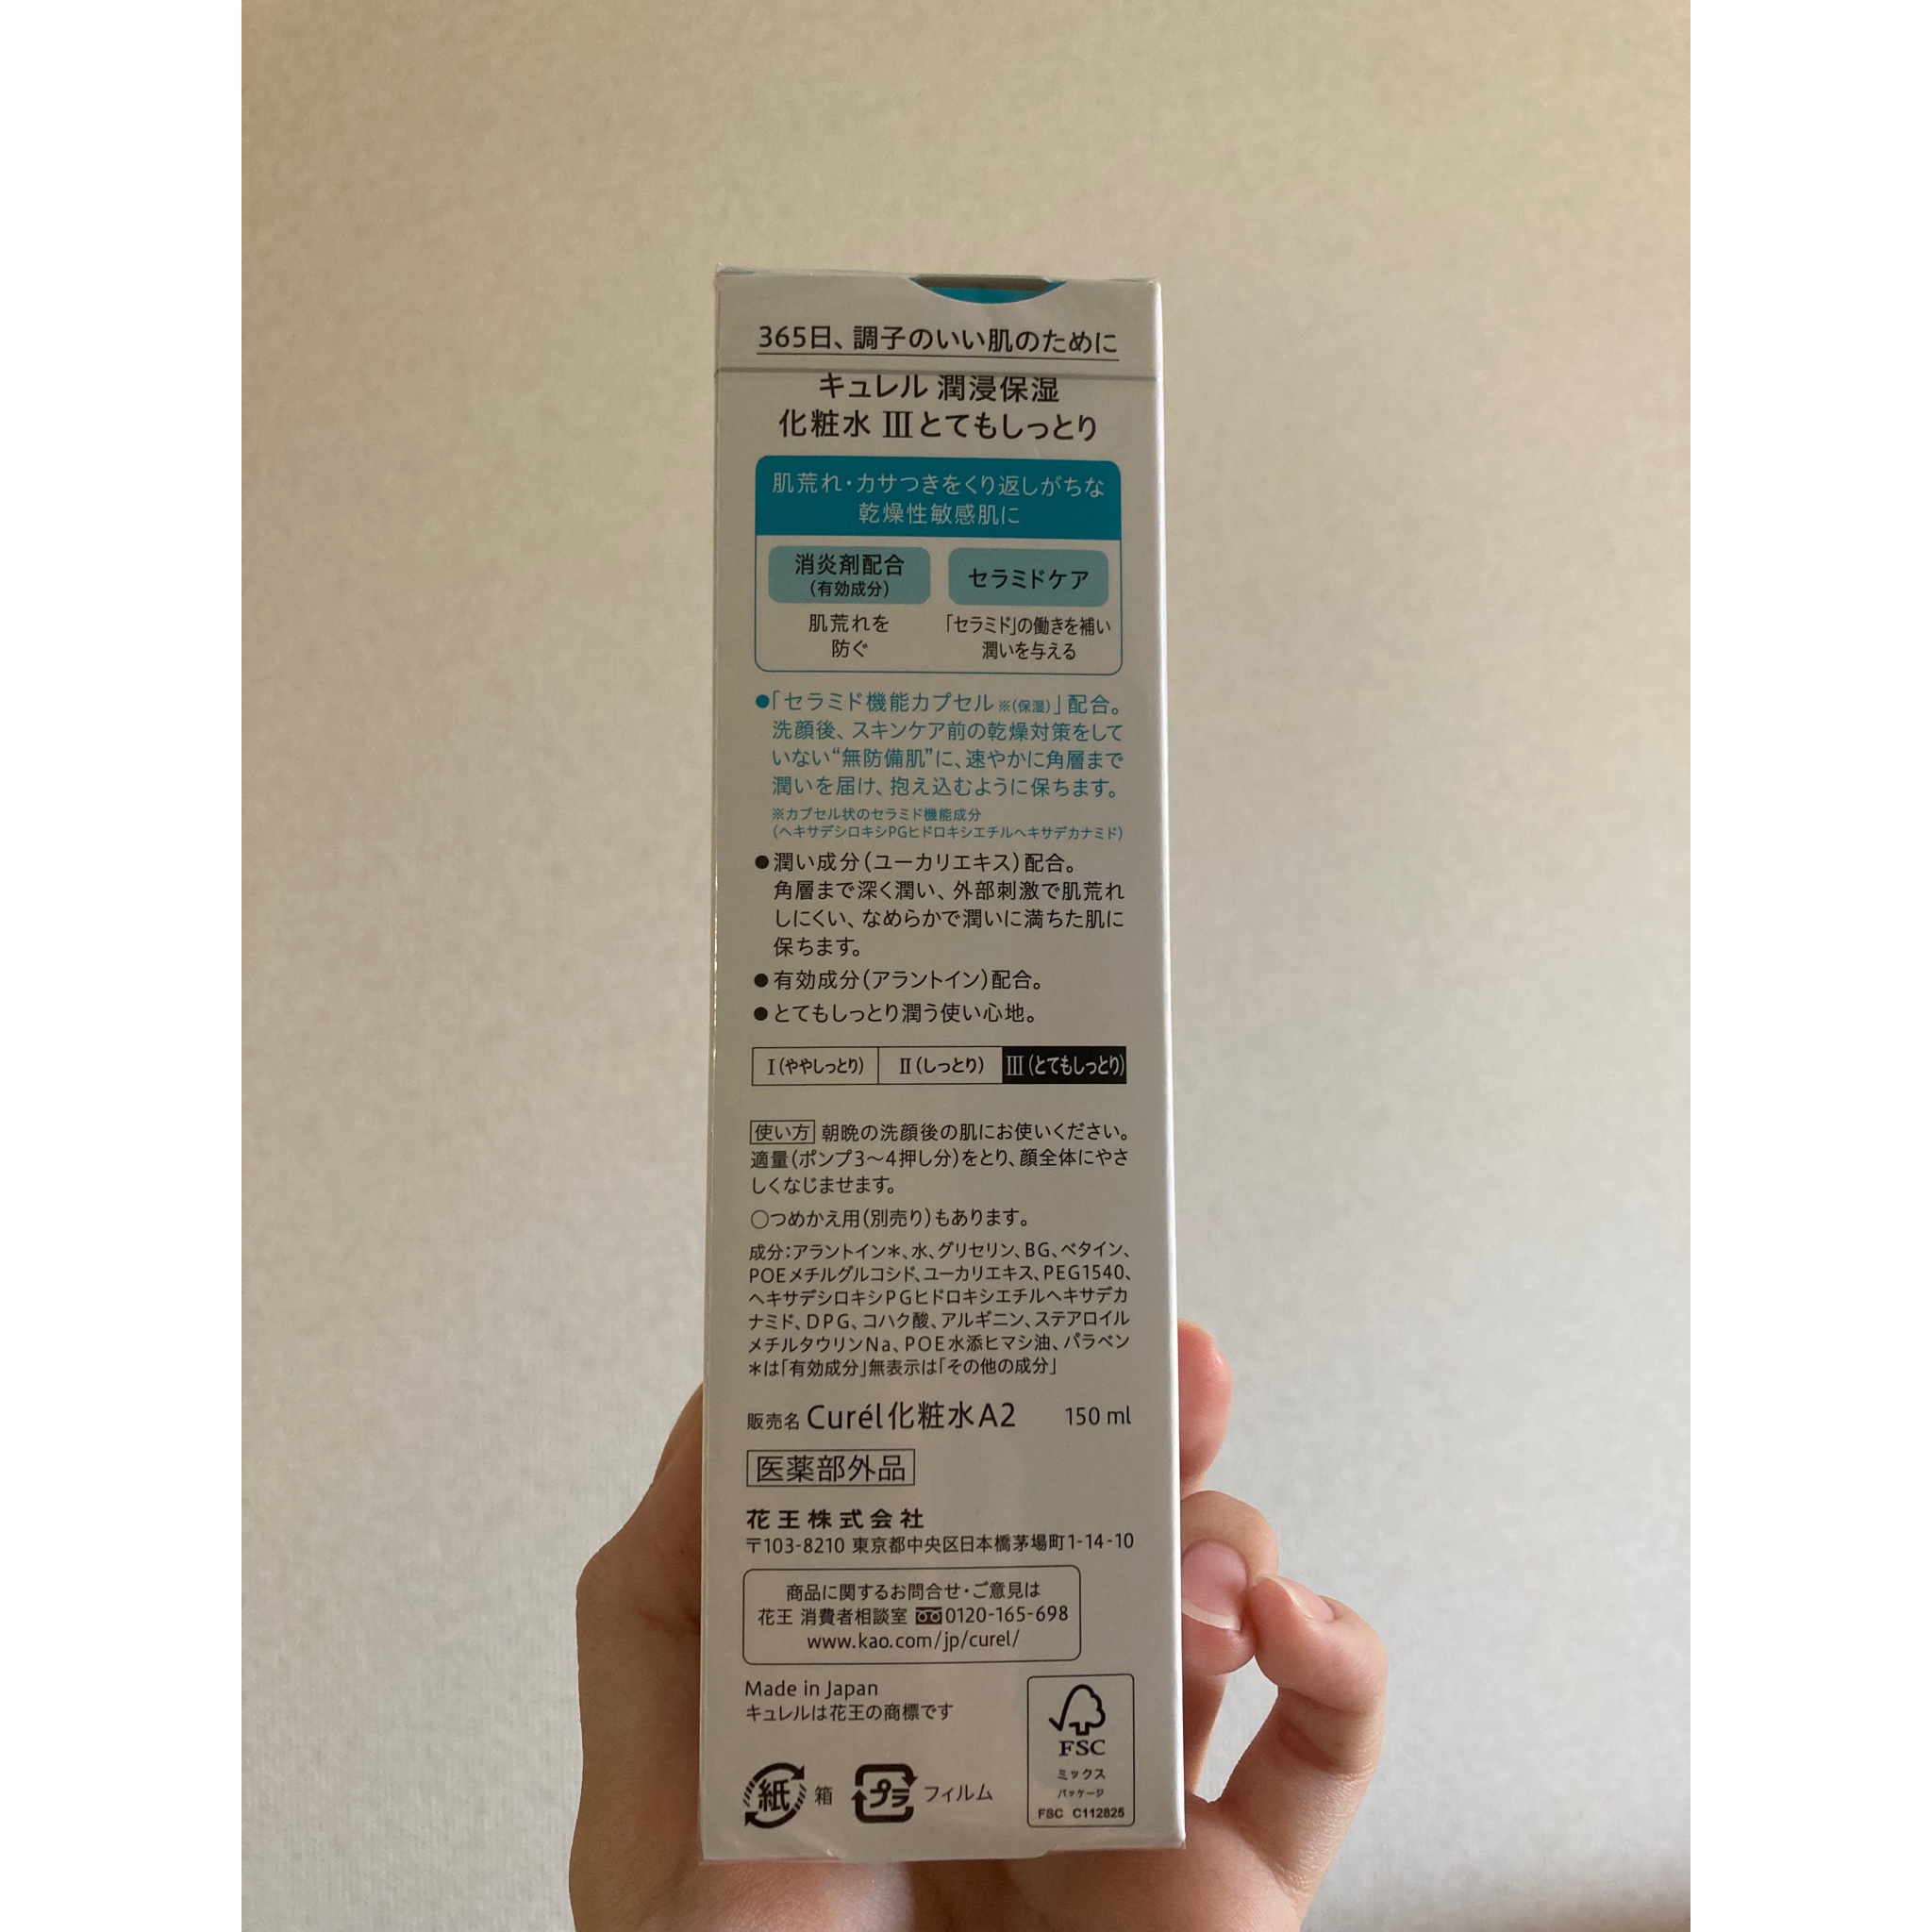 365日、調子のいい肌のために
キュレル 潤浸保湿
化粧水 Ⅲ とてもしっとり
肌荒れ・カサつきをくり返しがちな
乾燥性敏感肌に
消炎剤配合
(有効成分)
セラミドケア
肌荒れを
防ぐ
「セラミド」の働きを補い
潤いを与える
●「セラミド機能カプセル※(保湿)」配合。
洗顔後、スキンケア前の乾燥対策をして
いない“無防備肌”に、速やかに角層まで
潤いを届け、抱え込むように保ちます。
※カプセル状のセラミド機能成分
(ヘキサデシロキシPGヒドロキシエチルヘキサデカナミド)
●潤い成分(ユーカリエキス)配合。
角層まで深く潤い、外部刺激で肌荒れ
しにくい、なめらかで潤いに満ちた肌に
保ちます。
●有効成分(アラントイン)配合。
●とてもしっとり潤う使い心地。
Ⅰ(ややしっとり) Ⅱ(しっとり) Ⅲ(とてもしっとり)
使い方 朝晩の洗顔後の肌にお使いください。
適量(ポンプ3〜4押し分)をとり、顔全体にやさ
しくなじませます。
○つめかえ用(別売り)もあります。
成分:アラントイン＊、水、グリセリン、BG、ベタイン、
POEメチルグルコシド、ユーカリエキス、PEG1540、
ヘキサデシロキシPGヒドロキシエチルヘキサデカ
ナミド、DPG、コハク酸、アルギニン、ステアロイル
メチルタウリンNa、POE水添ヒマシ油、パラベン
＊は「有効成分」無表示は「その他の成分」
販売名 Curél化粧水A2 150 ml
医薬部外品
花王株式会社
〒103-8210 東京都中央区日本橋茅場町1-14-10
商品に関するお問合せ・ご意見は
花王 消費者相談室 0120-165-698
www.kao.com/jp/curel/
Made in Japan
キュレルは花王の商標です
紙 箱 プラ フィルム
FSC
ミックス
パッケージ
FSC C112825